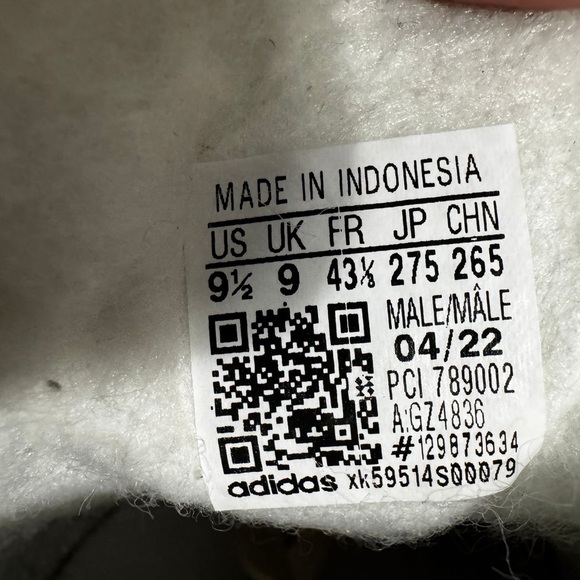 MADE IN INDONESIA
US UK FR JP CHN
9½ 9 43⅓ 275 265
MALE/MÂLE
04/22
PCI 789002
A:GZ4836
#129873634
adidas xk59514S00079